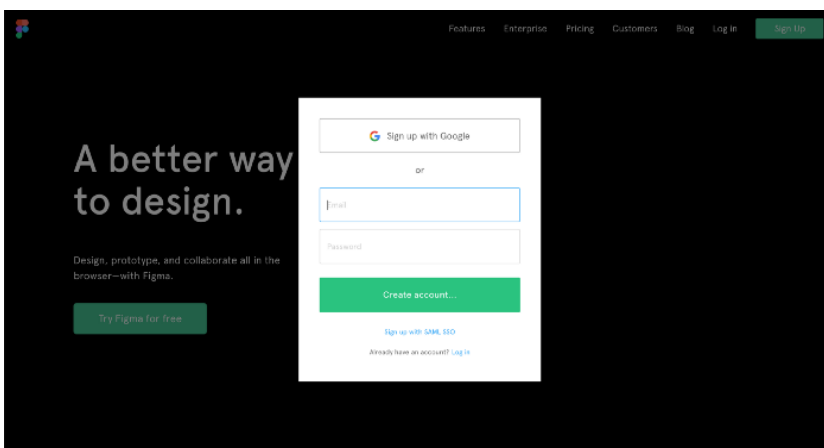 Features Enterprise Pricing Customers Blog Log in Sign Up
A better way
to design.
Design, prototype, and collaborate all in the
browser—with Figma.
Try Figma for free
Sign up with Google
or
Email
Password
Create account...
Sign up with SAML SSO
Already have an account? Log in